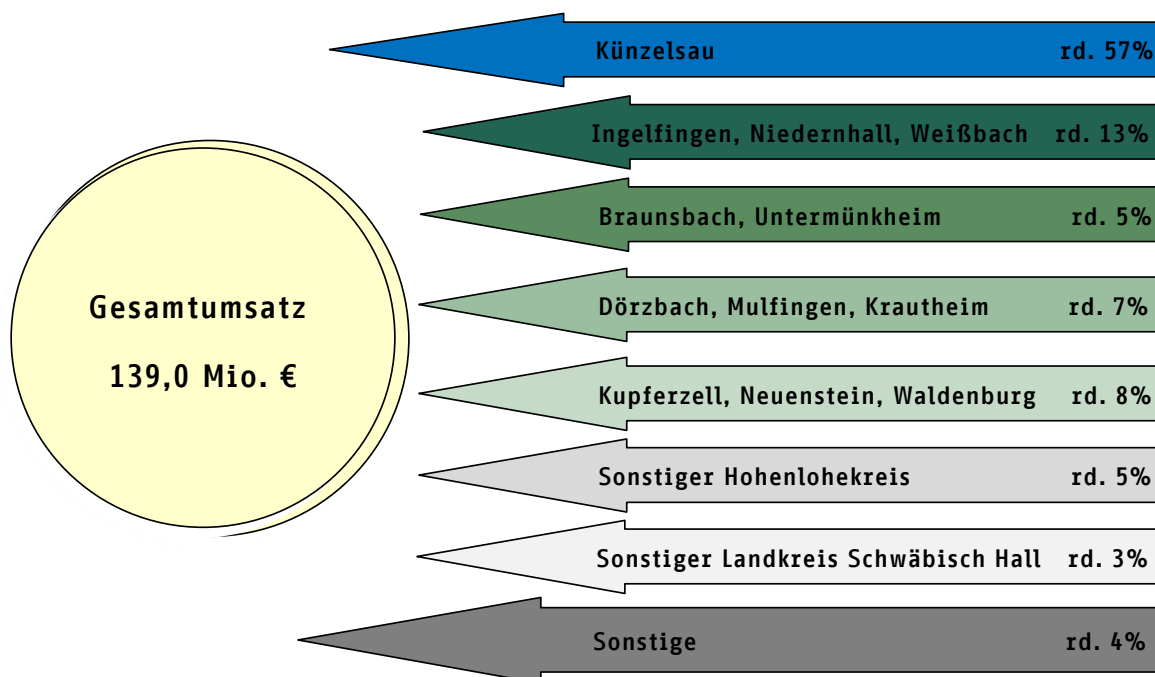 Künzelsau rd. 57%
Ingelfingen, Niedernhall, Weißbach rd. 13%
Braunsbach, Untermünkheim rd. 5%
Dörzbach, Mulfingen, Krautheim rd. 7%
Kupferzell, Neuenstein, Waldenburg rd. 8%
Sonstiger Hohenlohekreis rd. 5%
Sonstiger Landkreis Schwäbisch Hall rd. 3%
Sonstige rd. 4%
Gesamtumsatz
139,0 Mio. €